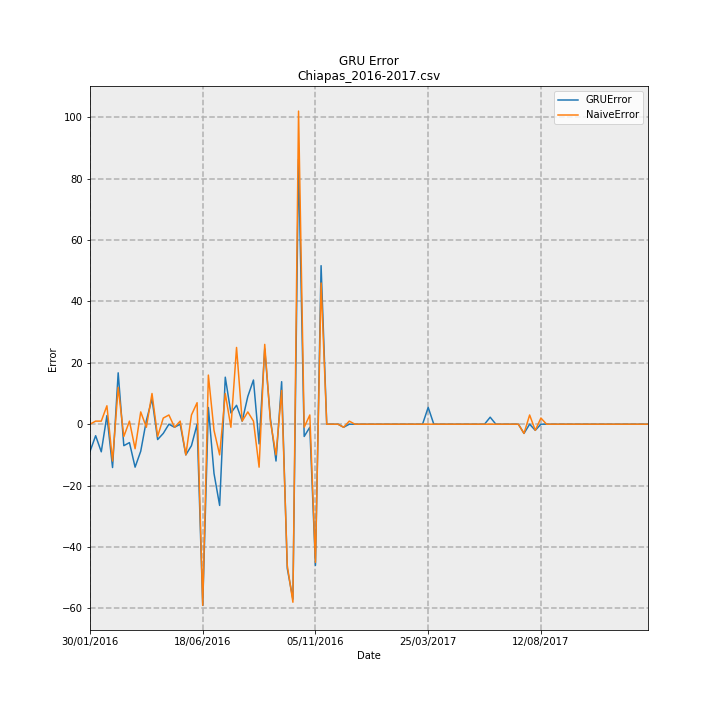 GRU Error
Chiapas_2016-2017.csv
GRUError
NaiveError
100
80
60
40
20
0
−20
−40
−60
Error
30/01/2016
18/06/2016
05/11/2016
25/03/2017
12/08/2017
Date